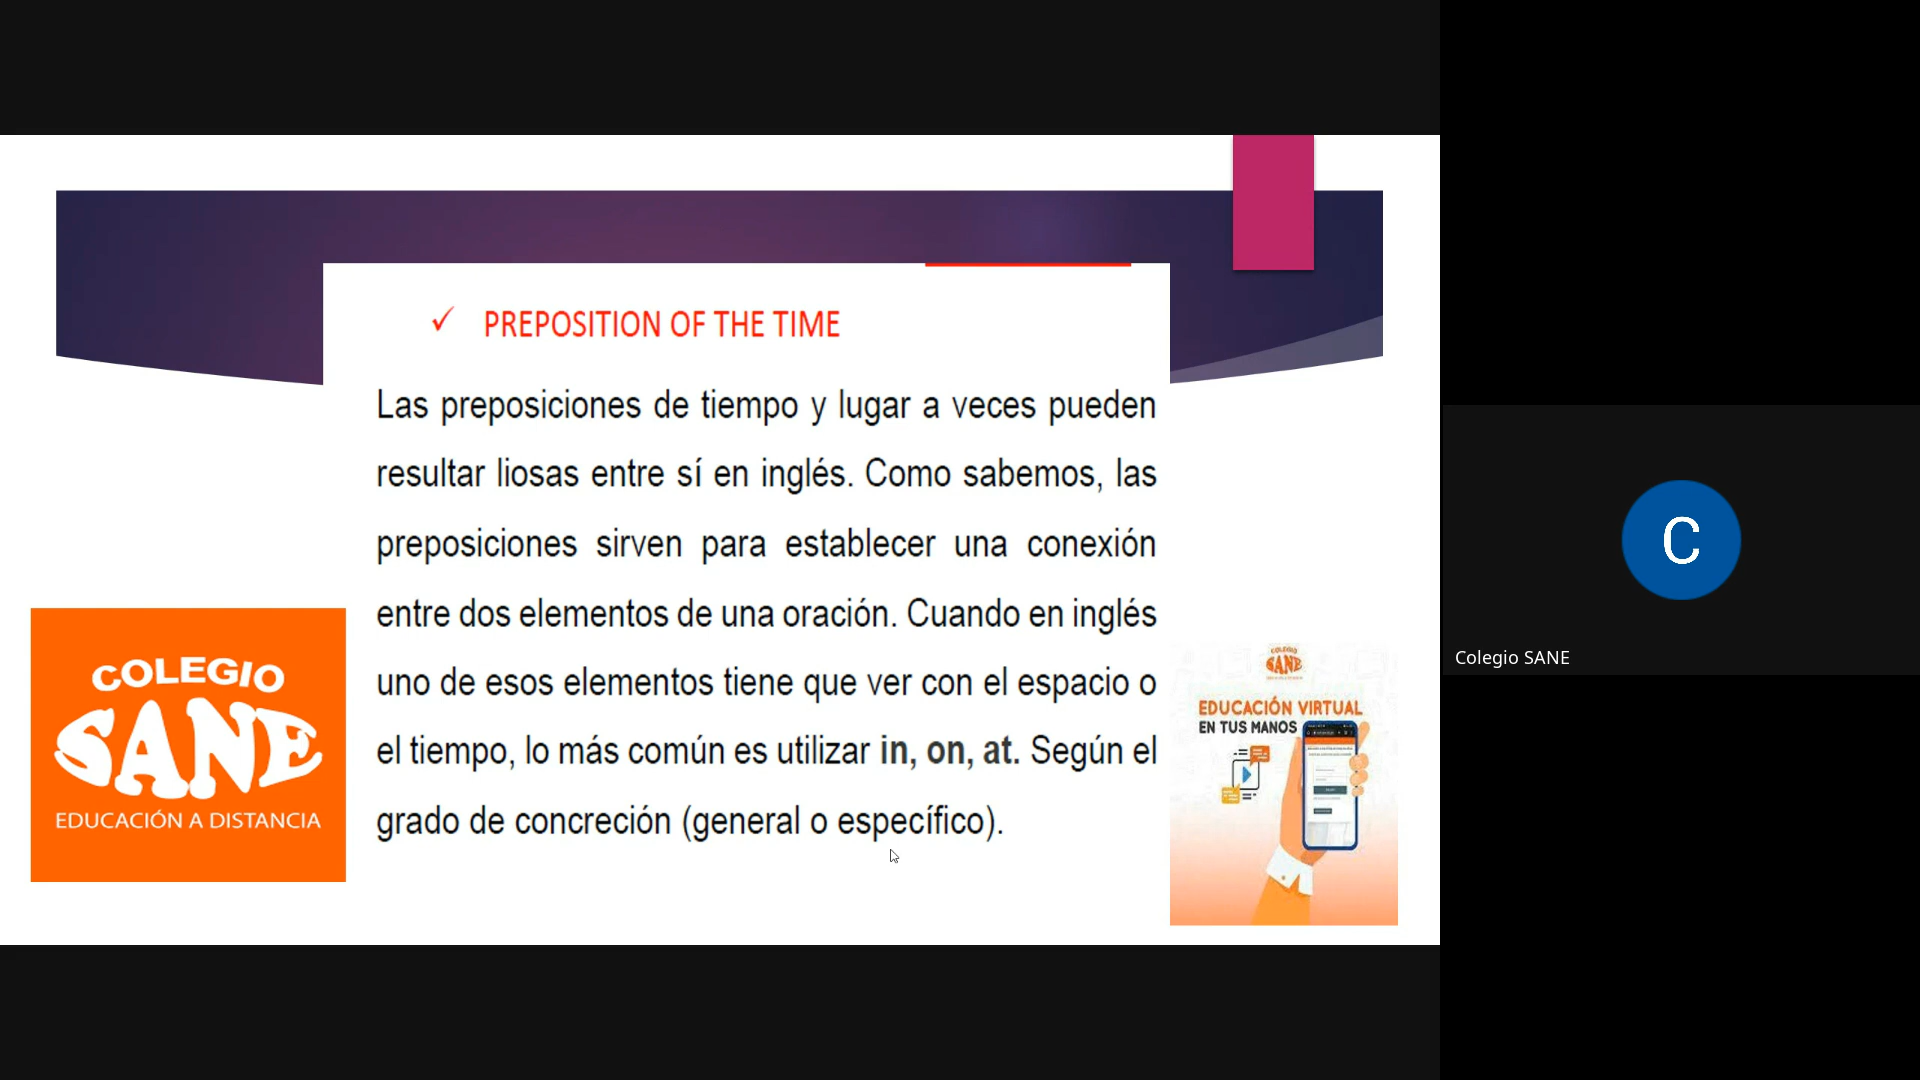 ✓ PREPOSITION OF THE TIME
Las preposiciones de tiempo y lugar a veces pueden
resultar liosas entre sí en inglés. Como sabemos, las
preposiciones sirven para establecer una conexión
entre dos elementos de una oración. Cuando en inglés
uno de esos elementos tiene que ver con el espacio o
el tiempo, lo más común es utilizar in, on, at. Según el
grado de concreción (general o específico).
COLEGIO
SANE
EDUCACIÓN A DISTANCIA
COLEGIO
SANE
EDUCACIÓN VIRTUAL
EN TUS MANOS
C
Colegio SANE